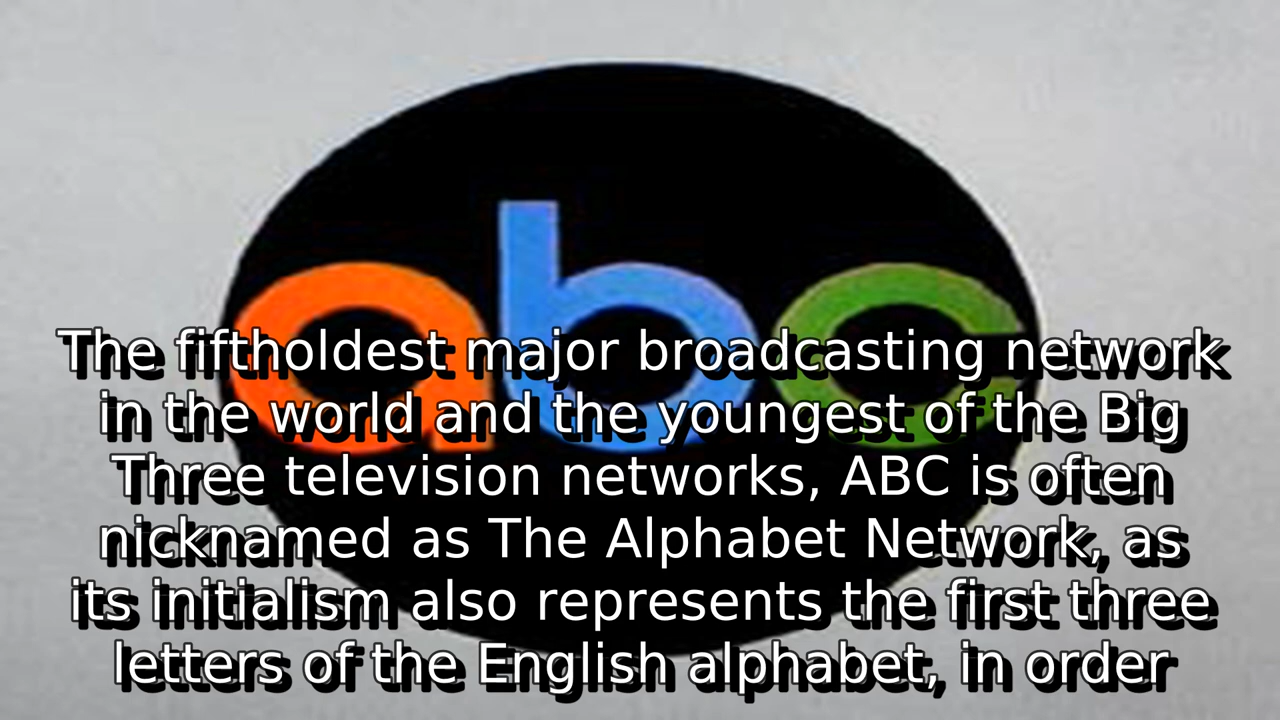 abc
The fiftholdest major broadcasting network
in the world and the youngest of the Big
Three television networks, ABC is often
nicknamed as The Alphabet Network, as
its initialism also represents the first three
letters of the English alphabet, in order